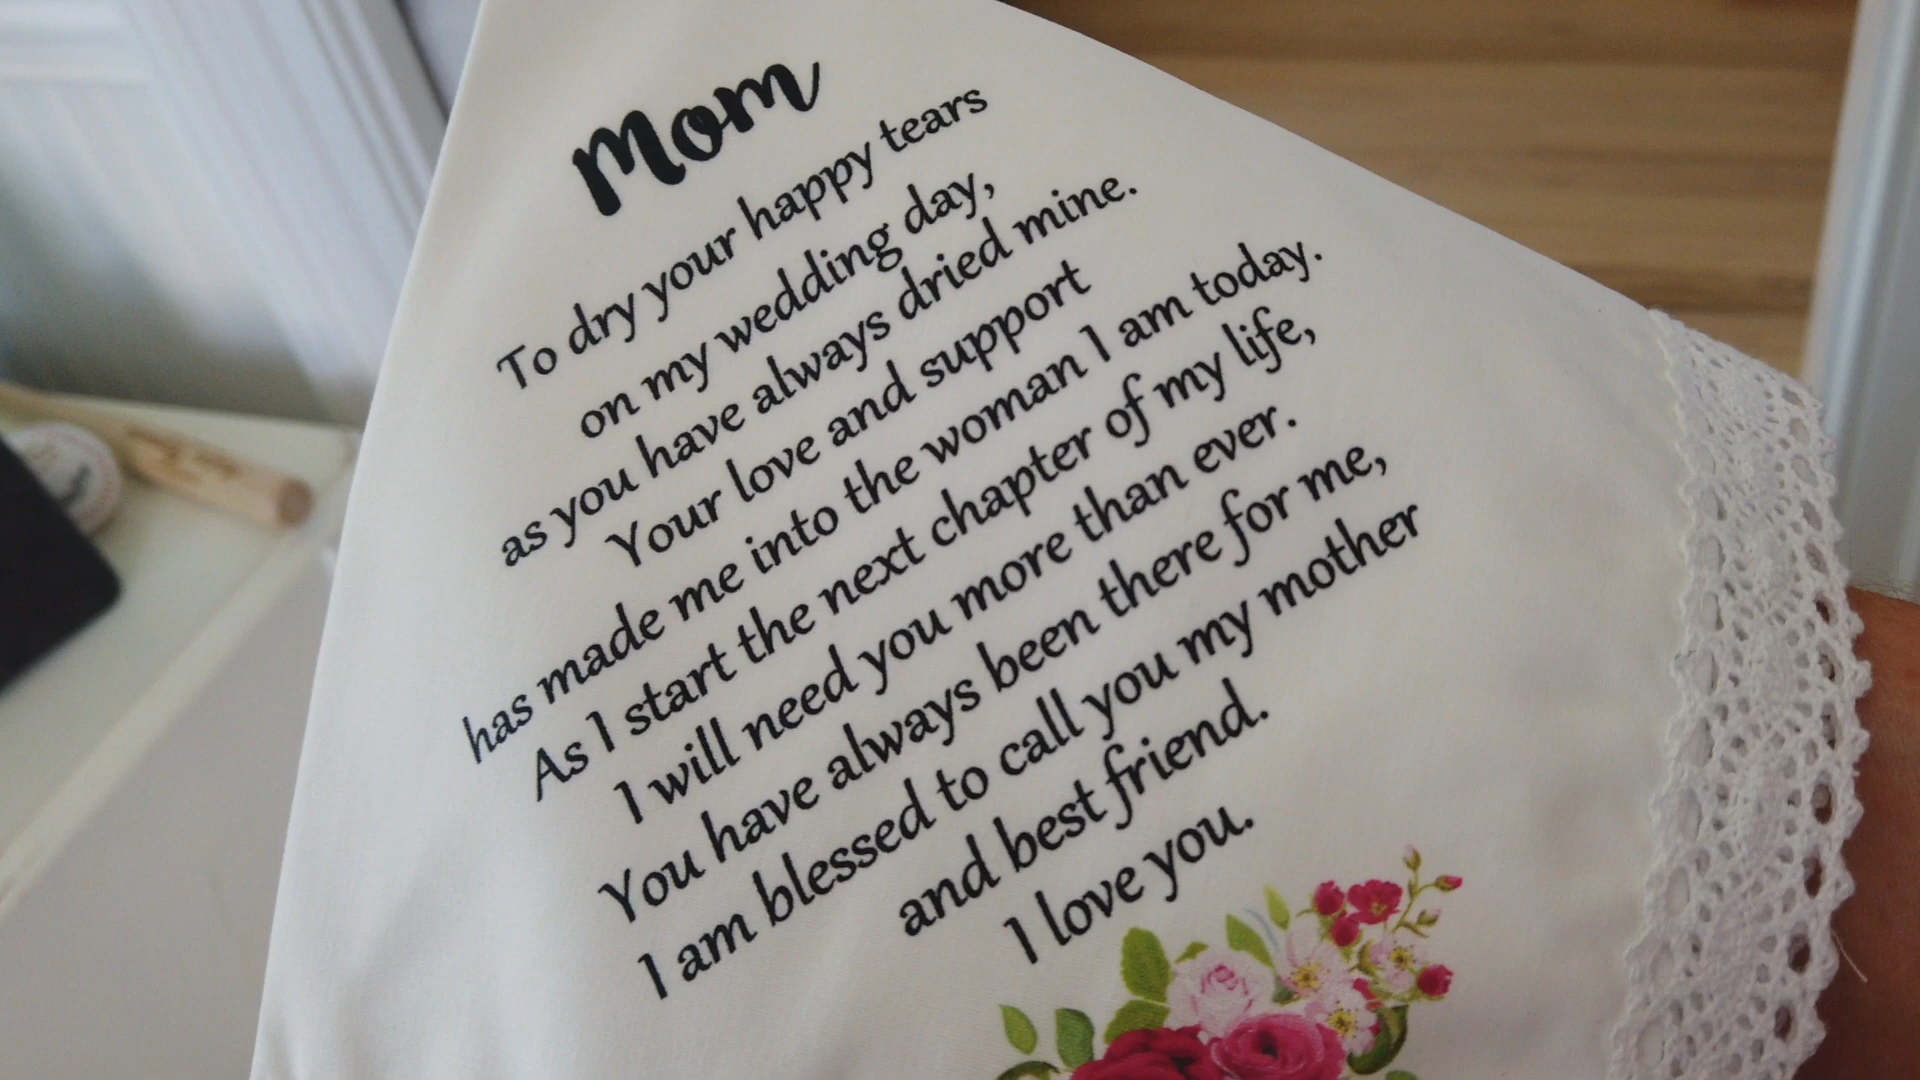 Mom
To dry your happy tears
on my wedding day,
as you have always dried mine.
Your love and support
has made me into the woman I am today.
As I start the next chapter of my life,
I will need you more than ever.
You have always been there for me,
I am blessed to call you my mother
and best friend.
I love you.